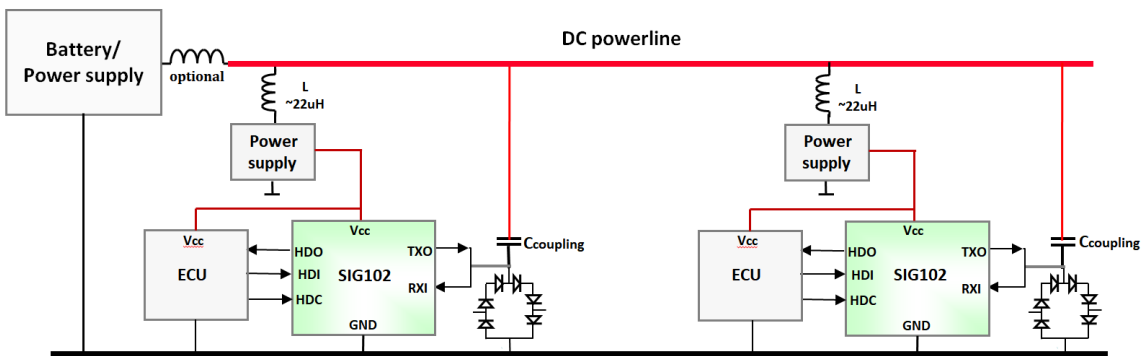 Battery/
Power supply
optional
DC powerline
L
~22uH
Power
supply
Vcc
ECU
HDO
HDI
HDC
Vcc
SIG102
TXO
RXI
GND
Ccoupling
L
~22uH
Power
supply
Vcc
ECU
HDO
HDI
HDC
Vcc
SIG102
TXO
RXI
GND
Ccoupling